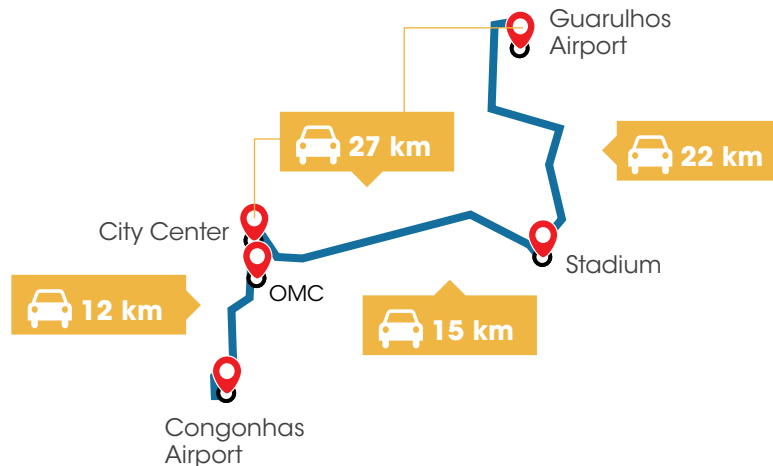 Guarulhos
Airport
27 km
22 km
City Center
Stadium
OMC
12 km
15 km
Congonhas
Airport